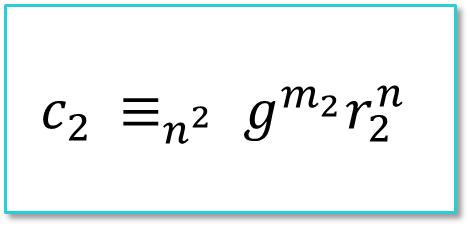 c₂ ≡ₙ² g^m₂ r₂ⁿ